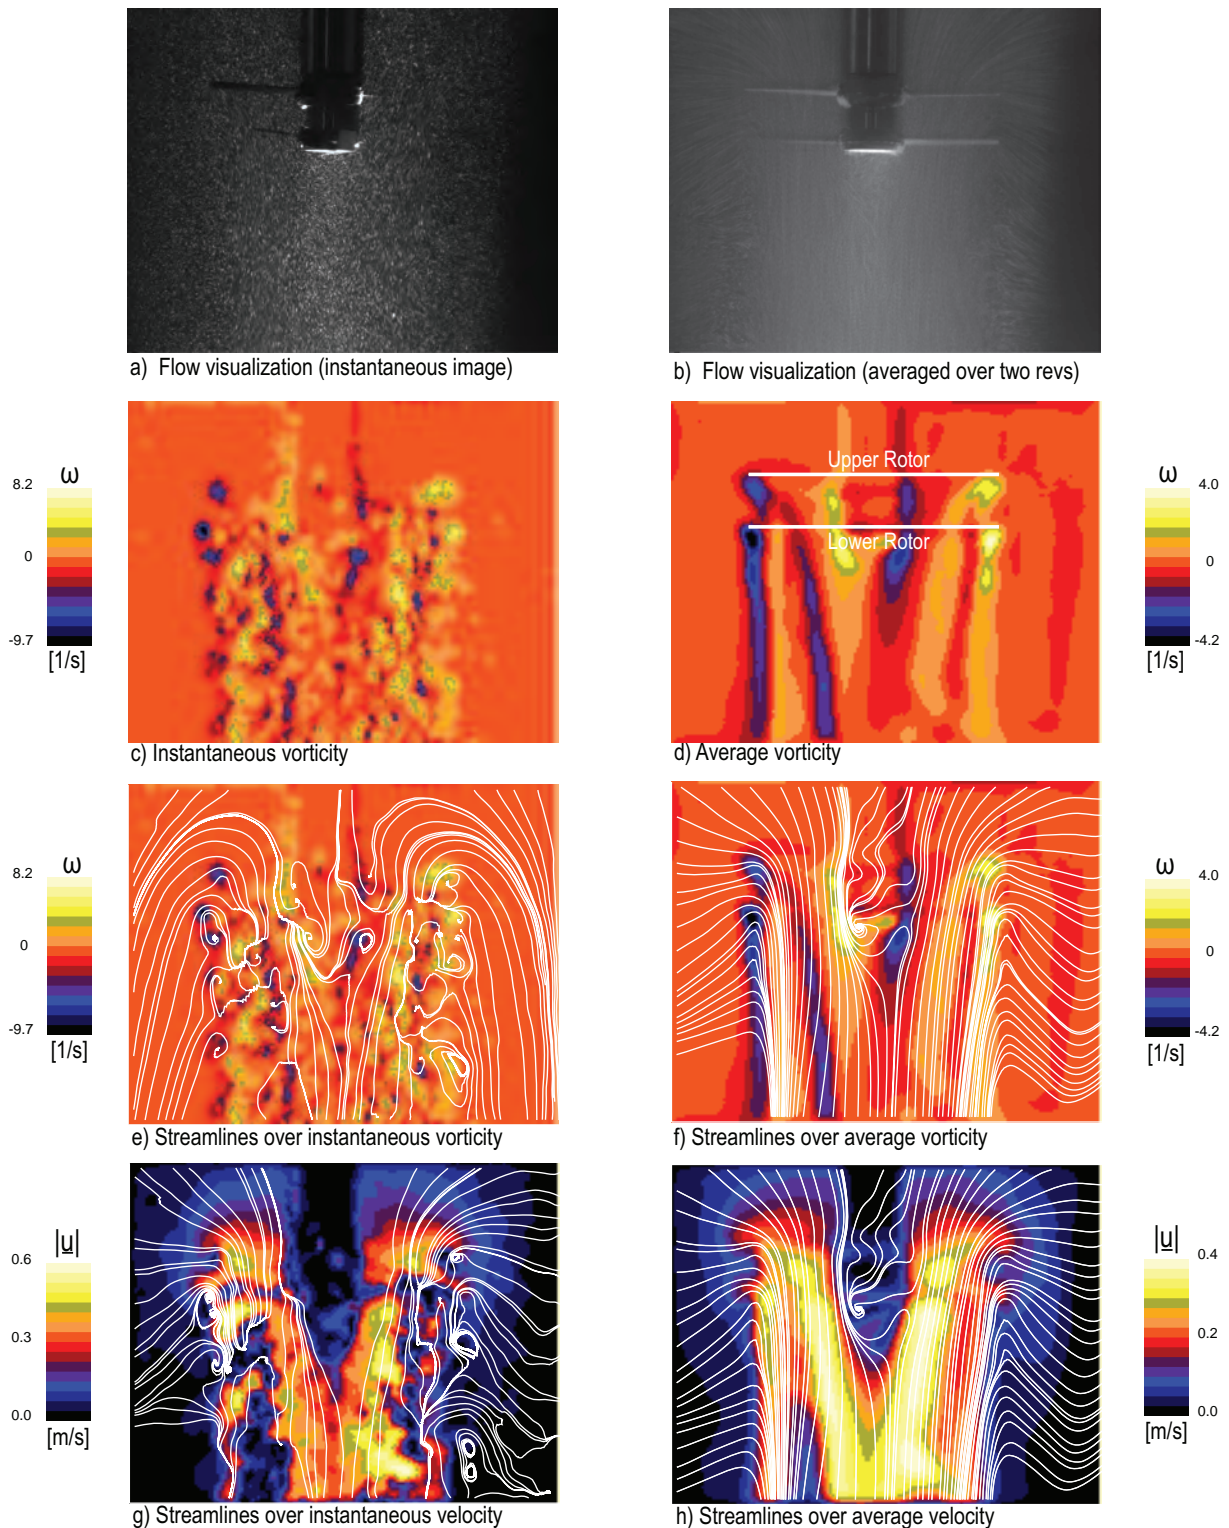 a) Flow visualization (instantaneous image)
b) Flow visualization (averaged over two revs)
ω
8.2
0
-9.7
[1/s]
c) Instantaneous vorticity
Upper Rotor
Lower Rotor
ω
4.0
0
-4.2
[1/s]
d) Average vorticity
ω
8.2
0
-9.7
[1/s]
e) Streamlines over instantaneous vorticity
ω
4.0
0
-4.2
[1/s]
f) Streamlines over average vorticity
|u|
0.6
0.3
0.0
[m/s]
g) Streamlines over instantaneous velocity
|u|
0.4
0.2
0.0
[m/s]
h) Streamlines over average velocity